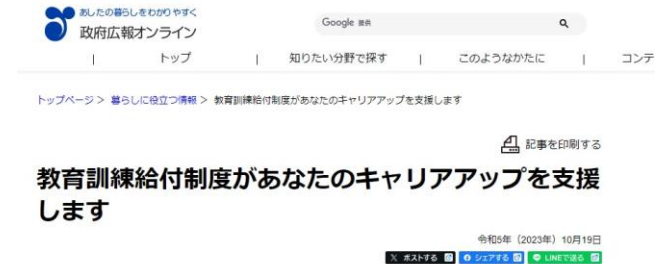 あしたの暮らしをわかりやすく
政府広報オンライン
Google 提供
| トップ | 知りたい分野で探す | このようなかたに | コンテ
トップページ > 暮らしに役立つ情報 > 教育訓練給付制度があなたのキャリアアップを支援します
記事を印刷する
教育訓練給付制度があなたのキャリアアップを支援
します
令和5年（2023年）10月19日
X ポストする シェアする LINEで送る